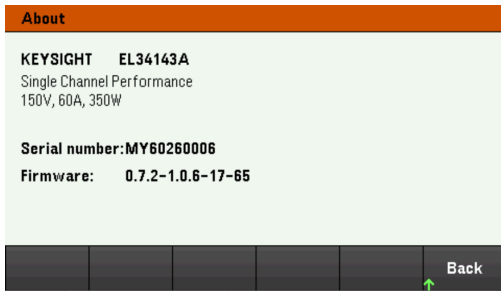 About
KEYSIGHT EL34143A
Single Channel Performance
150V, 60A, 350W
Serial number:MY60260006
Firmware: 0.7.2-1.0.6-17-65
Back